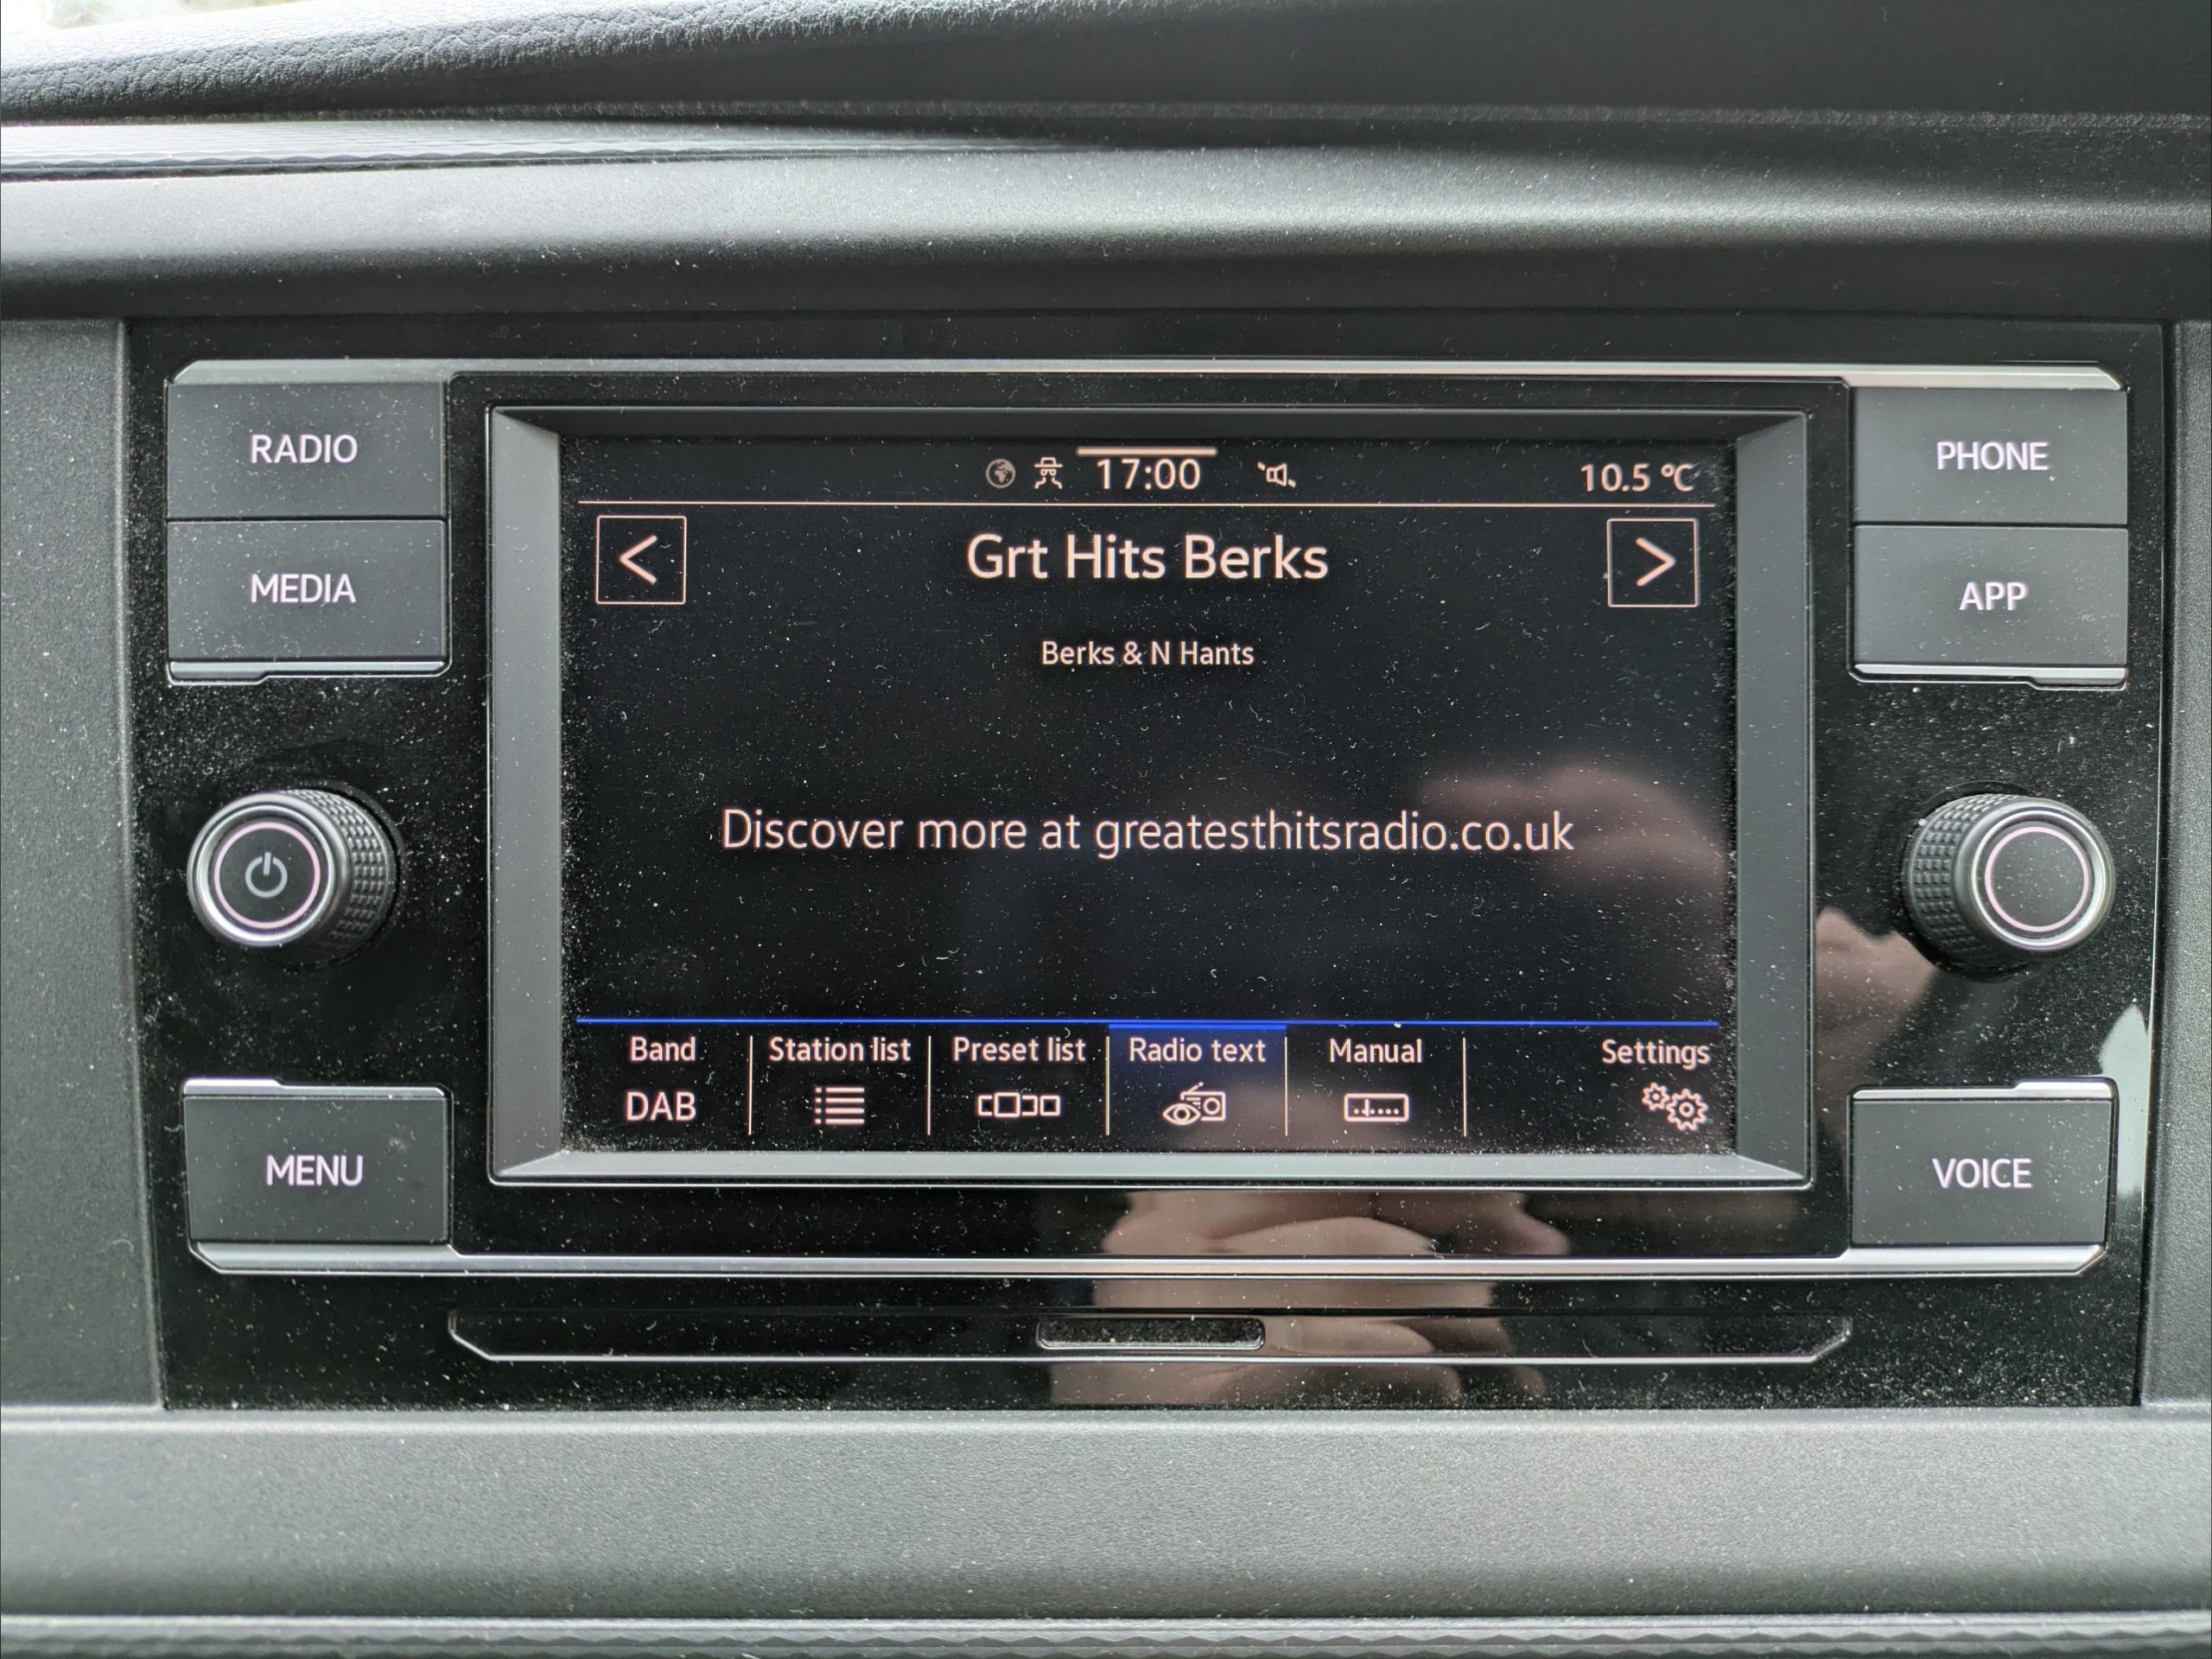 RADIO
MEDIA
MENU
17:00
10.5 °C
<
Grt Hits Berks
>
Berks & N Hants
Discover more at greatesthitsradio.co.uk
Band
DAB
Station list
Preset list
Radio text
Manual
Settings
PHONE
APP
VOICE